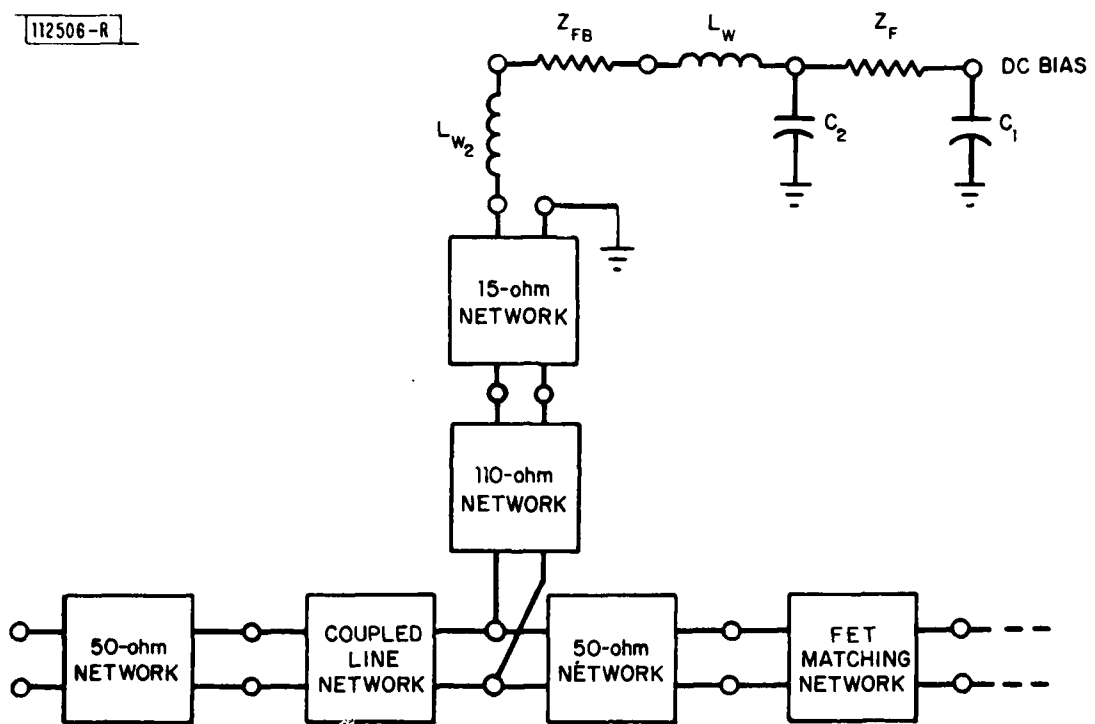 112506-R
Z_FB
L_W
Z_F
DC BIAS
L_W2
C_2
C_1
15-ohm
NETWORK
110-ohm
NETWORK
50-ohm
NETWORK
COUPLED
LINE
NETWORK
50-ohm
NETWORK
FET
MATCHING
NETWORK